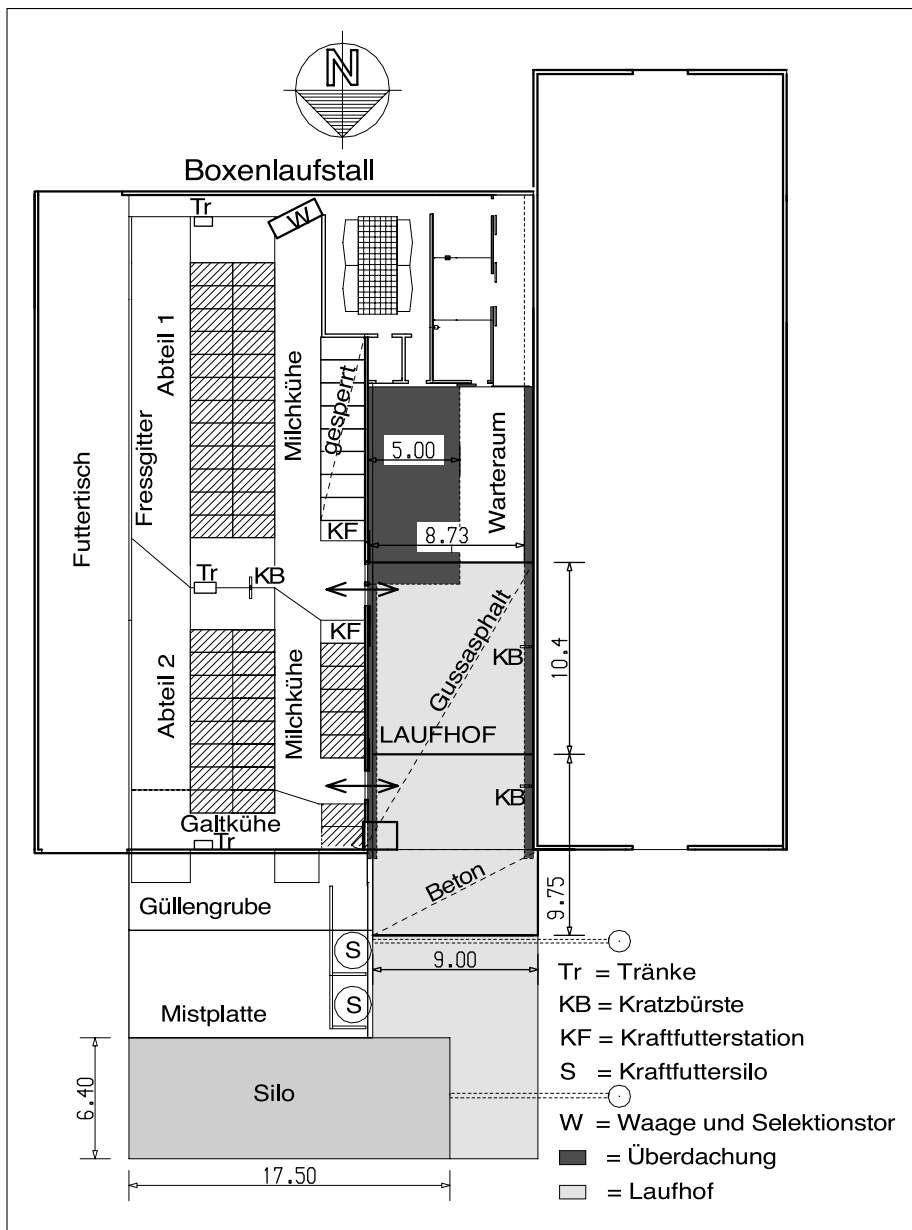 N
Boxenlaufstall
Tr
W
Abteil 1
Milchkühe
gesperrt
Fressgitter
Futtertisch
5.00
Warteraum
KF
8.73
Tr
KB
KF
Gussasphalt
10.4
KB
Abteil 2
Milchkühe
LAUFHOF
KB
Galtkühe
Tr
Beton
9.75
Güllengrube
S
9.00
Tr = Tränke
S
KB = Kratzbürste
Mistplatte
KF = Kraftfutterstation
S = Kraftfuttersilo
6.40
Silo
W = Waage und Selektionstor
= Überdachung
17.50
= Laufhof